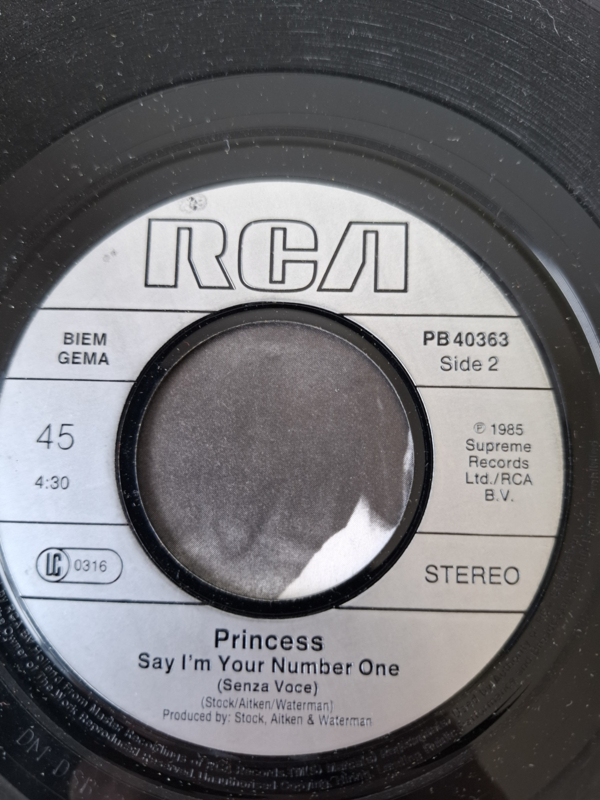 RCA
BIEM
GEMA
PB 40363
Side 2
45
4:30
℗ 1985
Supreme
Records
Ltd./RCA
B.V.
LC 0316
STEREO
Princess
Say I'm Your Number One
(Senza Voce)
(Stock/Aitken/Waterman)
Produced by: Stock, Aitken & Waterman